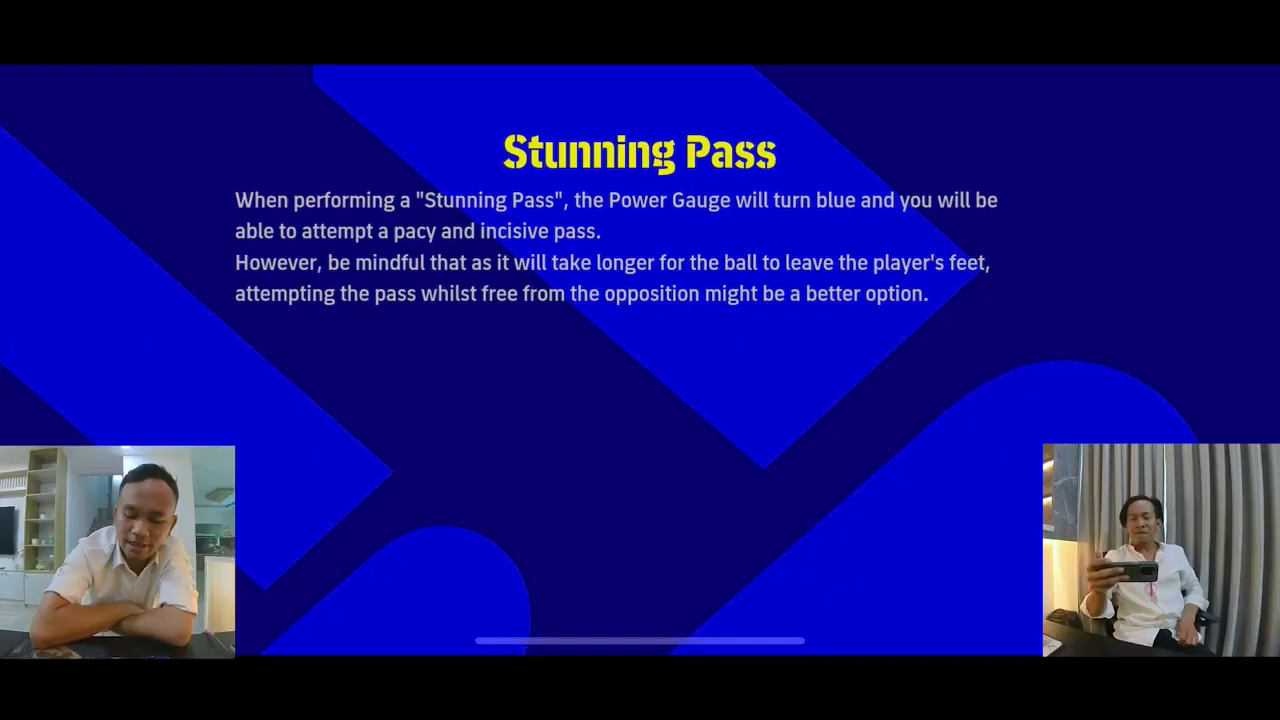 Stunning Pass
When performing a "Stunning Pass", the Power Gauge will turn blue and you will be
able to attempt a pacy and incisive pass.
However, be mindful that as it will take longer for the ball to leave the player's feet,
attempting the pass whilst free from the opposition might be a better option.